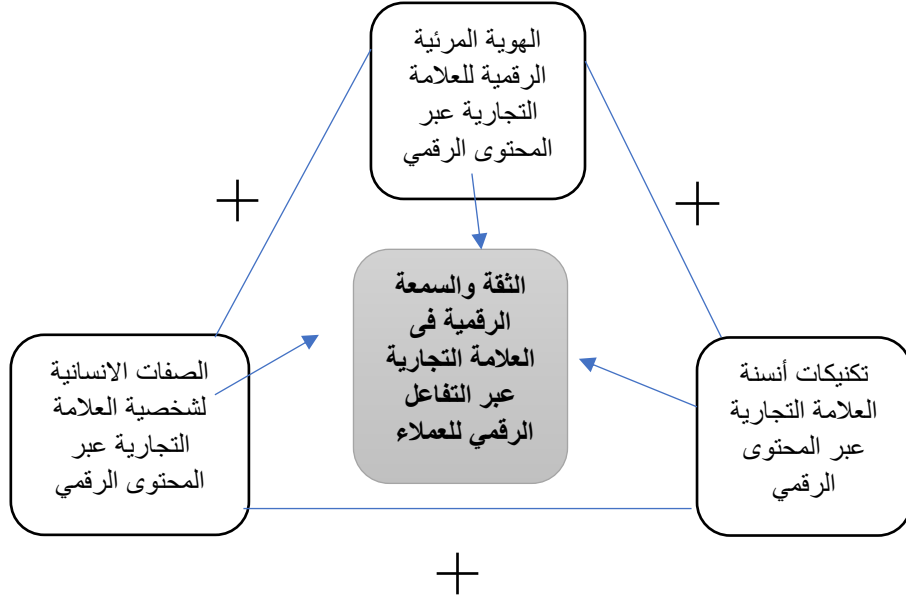 الهوية المرئية
الرقمية للعلامة
التجارية عبر
المحتوى الرقمي
+
+
الثقة والسمعة
الرقمية فى
العلامة التجارية
عبر التفاعل
الرقمي للعملاء
تكنيكات أنسنة
العلامة التجارية
عبر المحتوى
الرقمي
الصفات الانسانية
لشخصية العلامة
التجارية عبر
المحتوى الرقمي
+